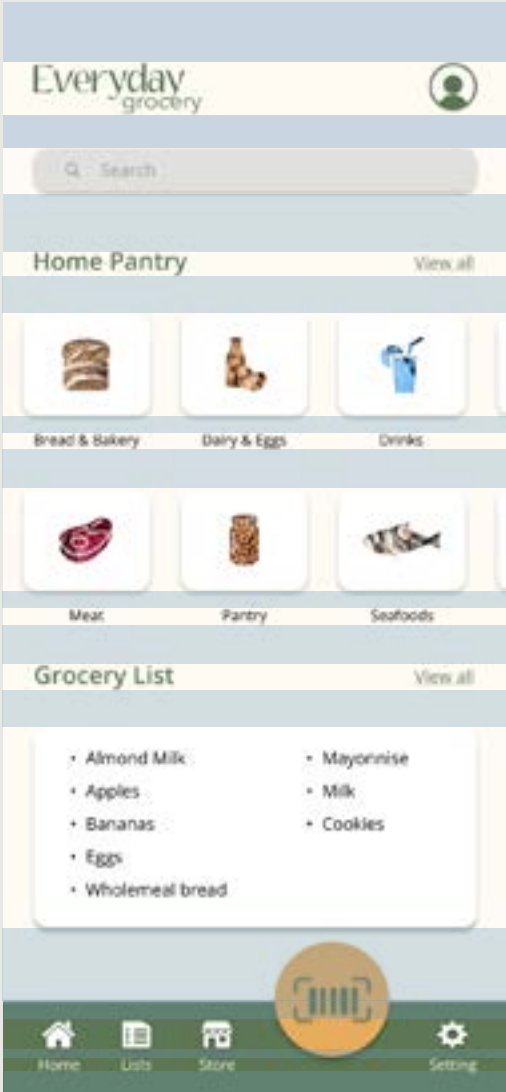 Everyday
grocery
Search
Home Pantry
View all
Bread & Bakery
Dairy & Eggs
Drinks
Meat
Pantry
Seafoods
Grocery List
View all
• Almond Milk
• Apples
• Bananas
• Eggs
• Wholemeal bread
• Mayonnise
• Milk
• Cookies
Home
Lists
Store
Setting